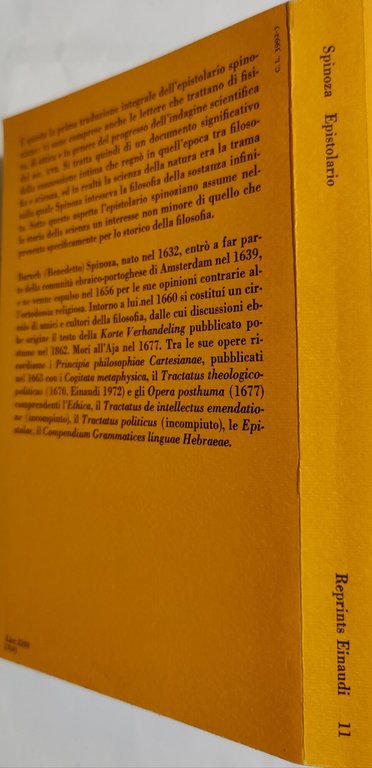 C. L. 3992-3
È questa la prima traduzione integrale dell'epistolario spino-
ziano: vi sono comprese anche le lettere che trattano di fisi-
ca, di ottica e in genere del progresso dell'indagine scientifica
del sec. XVII. Si tratta quindi di un documento significativo
della connessione intima che regnò in quell'epoca tra filoso-
fia e scienza, ed in realtà la scienza della natura era la trama
sulla quale Spinoza intesseva la filosofia della sostanza infini-
ta. Sotto questo aspetto l'epistolario spinoziano assume nel-
la storia della scienza un interesse non minore di quello che
presenta specificamente per lo storico della filosofia.
Baruch (Benedetto) Spinoza, nato nel 1632, entrò a far par-
te della comunità ebraico-portoghese di Amsterdam nel 1639,
e ne venne espulso nel 1656 per le sue opinioni contrarie al-
l'ortodossia religiosa. Intorno a lui nel 1660 si costituì un cir-
colo di amici e cultori della filosofia, dalle cui discussioni eb-
be origine il testo della Korte Verhandeling pubblicato po-
stumo nel 1862. Morì all'Aja nel 1677. Tra le sue opere ri-
cordiamo i Principia philosophiae Cartesianae, pubblicati
nel 1663 con i Cogitata metaphysica, il Tractatus theologico-
politicus (1670, Einaudi 1972) e gli Opera posthuma (1677)
comprendenti l'Ethica, il Tractatus de intellectus emendatio-
ne (incompiuto), il Tractatus politicus (incompiuto), le Epi-
stolae, il Compendium Grammatices linguae Hebraeae.
Lire
Spinoza Epistolario
Reprints Einaudi 11